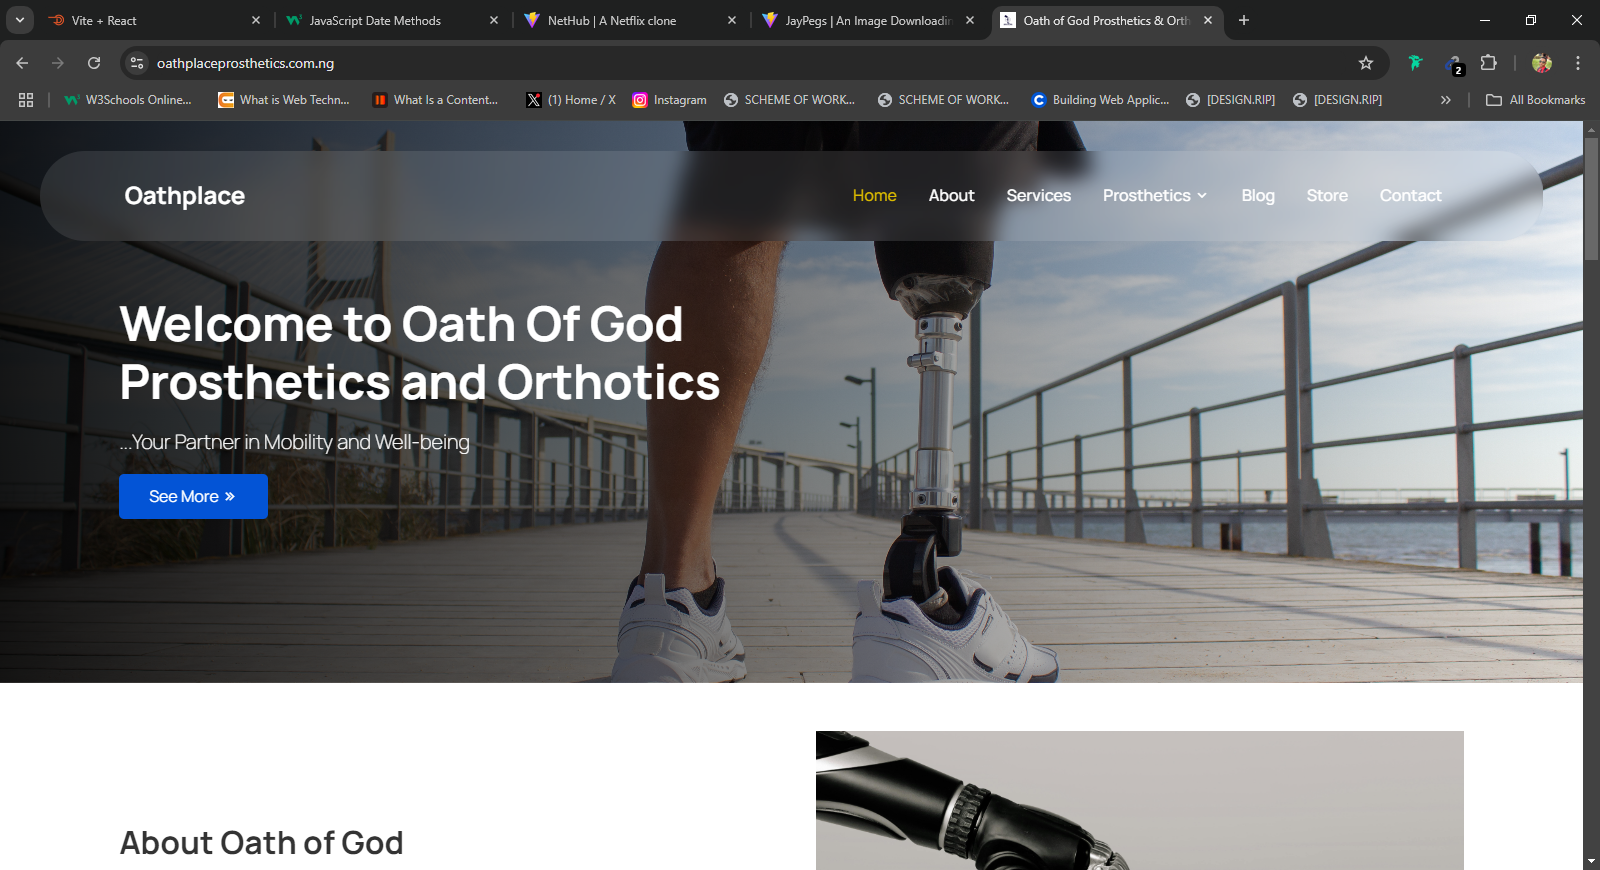 Vite + React
JavaScript Date Methods
NetHub | A Netflix clone
JayPegs | An Image Downloadin
Oath of God Prosthetics & Orth
oathplaceprosthetics.com.ng
2
W3Schools Online...
What is Web Techn...
What Is a Content...
(1) Home / X
Instagram
SCHEME OF WORK...
SCHEME OF WORK...
Building Web Applic...
[DESIGN.RIP]
[DESIGN.RIP]
All Bookmarks
Oathplace
Home
About
Services
Prosthetics
Blog
Store
Contact
Welcome to Oath Of God
Prosthetics and Orthotics
...Your Partner in Mobility and Well-being
See More »
About Oath of God